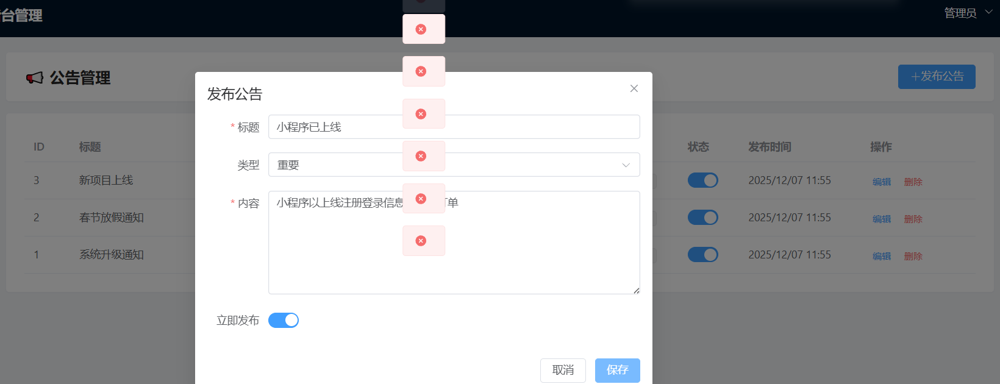 台管理
管理员
公告管理
+发布公告
发布公告
* 标题 小程序已上线
类型 重要
* 内容 小程序以上线注册登录信息 单
立即发布
取消 保存
ID 标题 状态 发布时间 操作
3 新项目上线 2025/12/07 11:55 编辑 删除
2 春节放假通知 2025/12/07 11:55 编辑 删除
1 系统升级通知 2025/12/07 11:55 编辑 删除